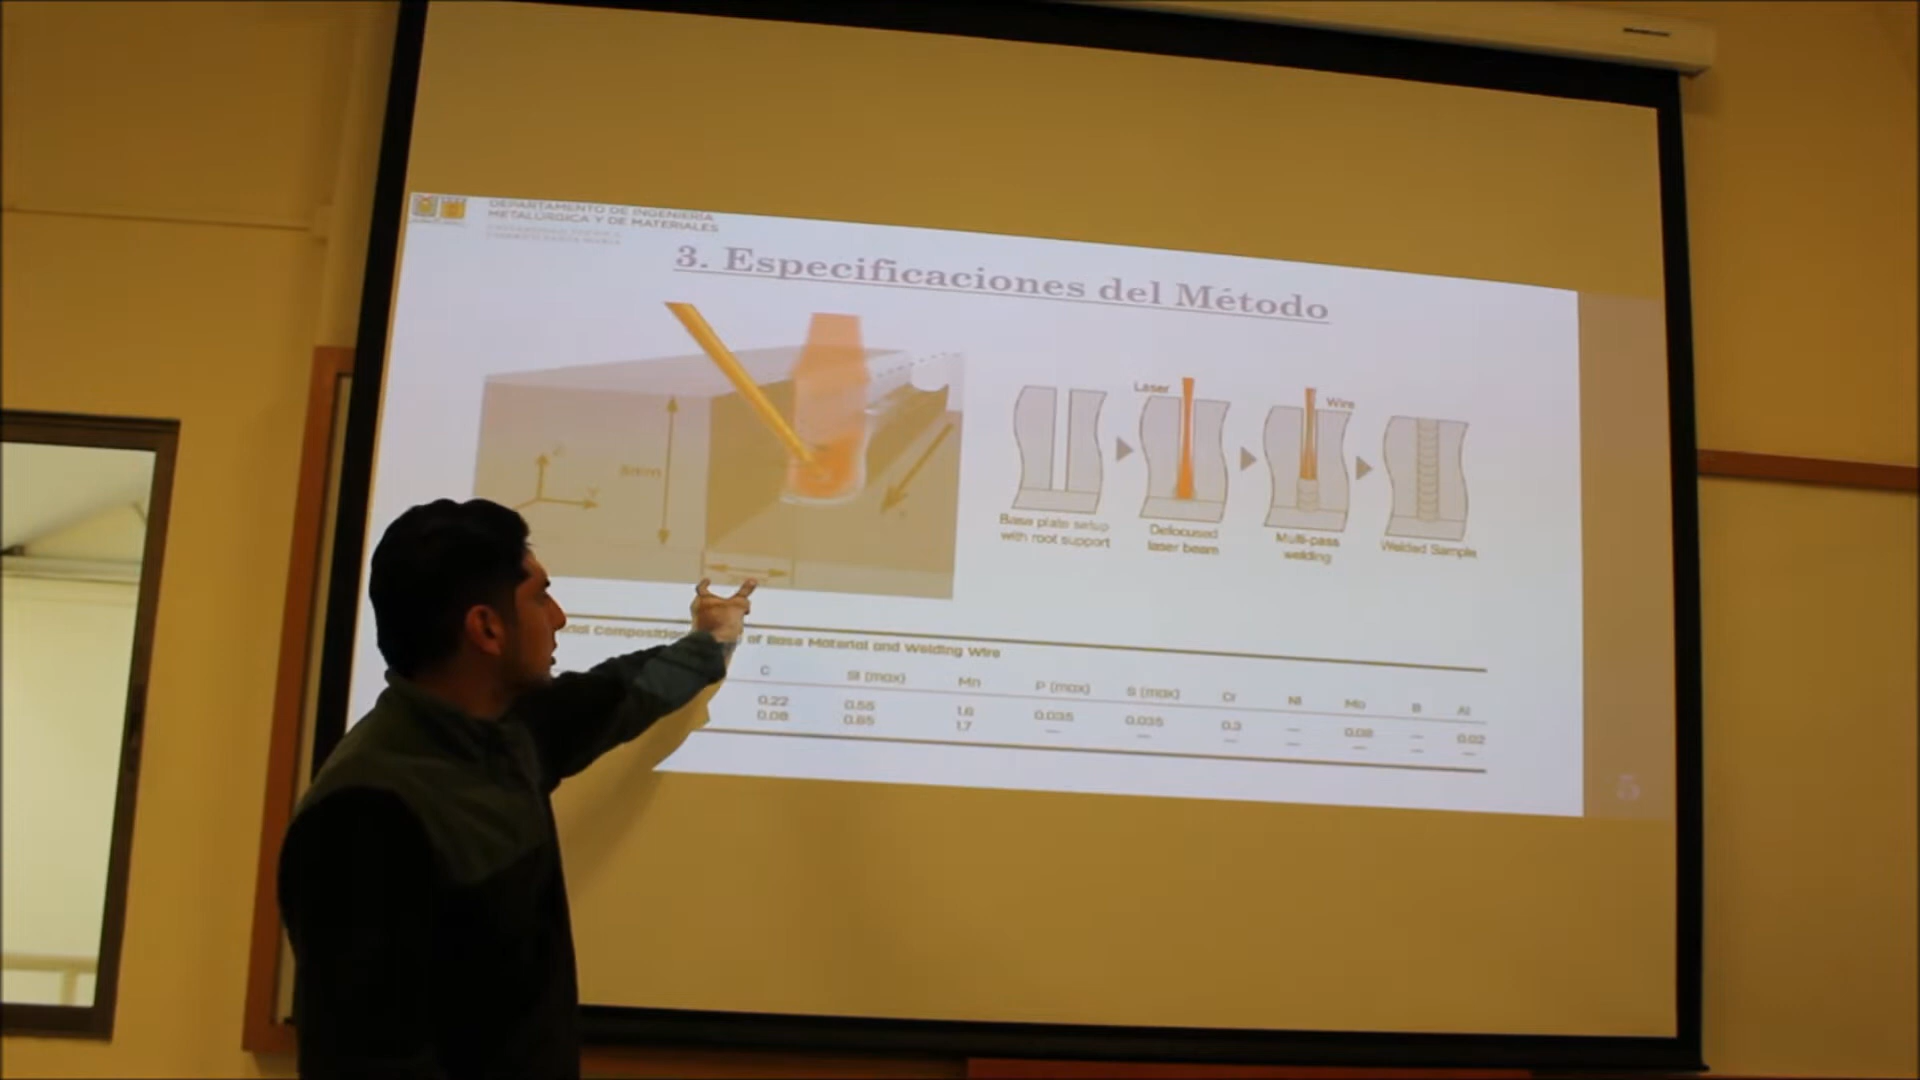 DEPARTAMENTO DE INGENIERÍA
METALÚRGICA Y DE MATERIALES
3. Especificaciones del Método
Laser
Wire
Base plate setup
with root support
Defocused
laser beam
Multi-pass
welding
Welded Sample
of Base Material and Welding Wire
C Si (max) Mn P (max) S (max) Cr Ni Mo B Al
0.22 0.55 1.6 0.035 0.035 0.3 — 0.08 — 0.02
0.08 0.85 1.7 — — — — — — —
5